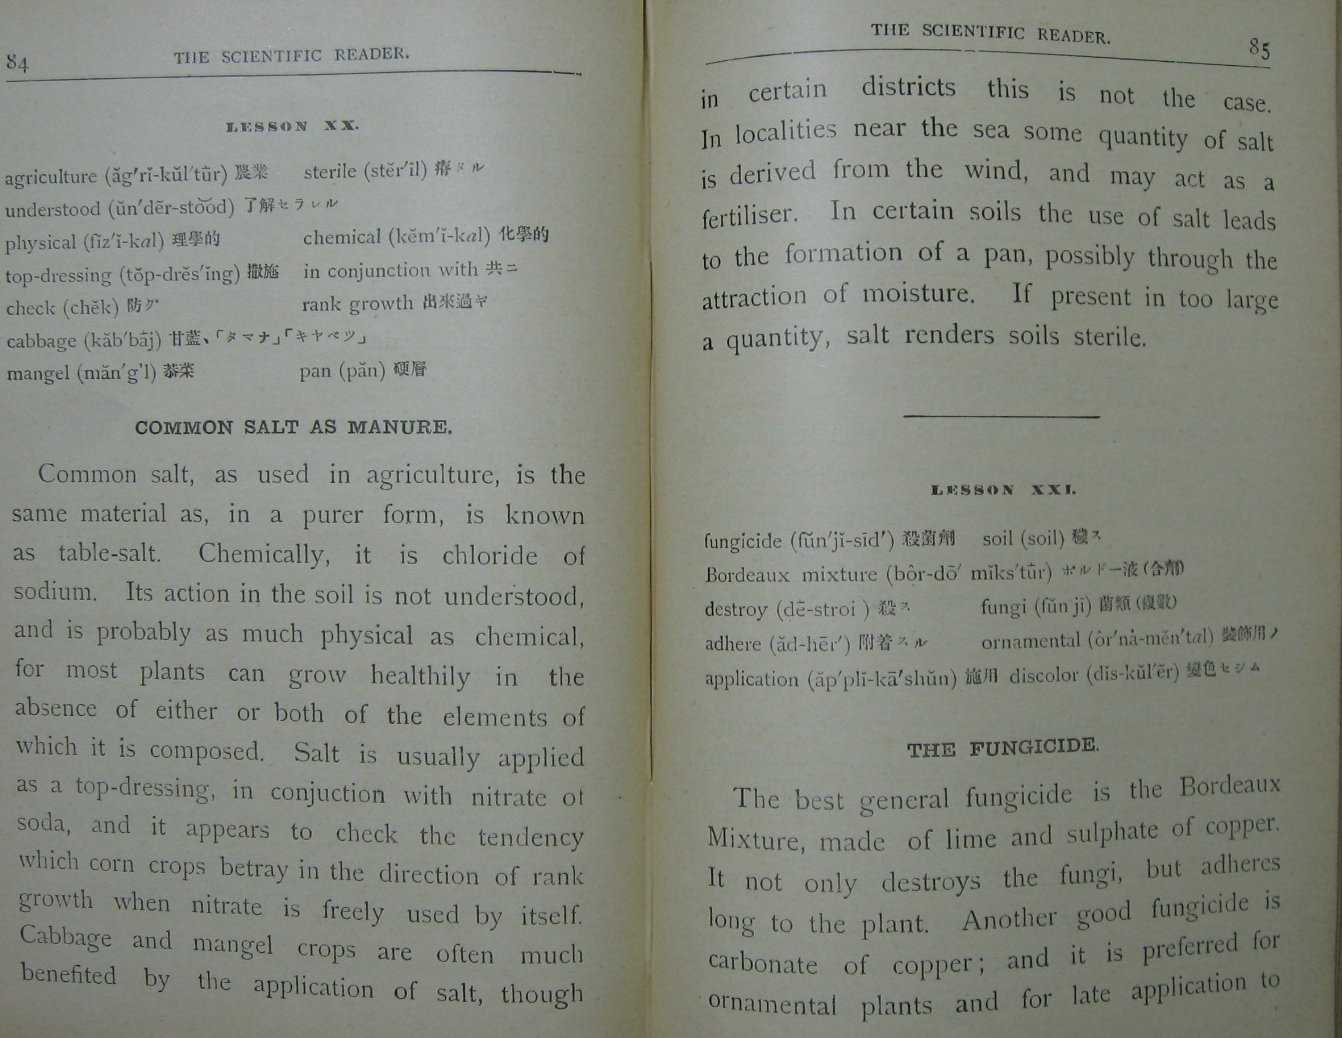 84
THE SCIENTIFIC READER.
LESSON XX.
agriculture (ăg′rĭ-kŭl′tûr) 農業 sterile (stĕr′ĭl) 瘠タル
understood (ŭn′dẽr-stŏŏd) 了解セラレル
physical (fĭz′ĭ-kal) 理學的 chemical (kĕm′ĭ-kal) 化學的
top-dressing (tŏp-drĕs′ĭng) 撒施 in conjunction with 共ニ
check (chĕk) 防グ rank growth 出來過ギ
cabbage (kăb′bāj) 甘藍、「タマナ」「キャベツ」
mangel (măn′g'l) 恭菜 pan (păn) 硬層
COMMON SALT AS MANURE.
Common salt, as used in agriculture, is the
same material as, in a purer form, is known
as table-salt. Chemically, it is chloride of
sodium. Its action in the soil is not understood,
and is probably as much physical as chemical,
for most plants can grow healthily in the
absence of either or both of the elements of
which it is composed. Salt is usually applied
as a top-dressing, in conjuction with nitrate of
soda, and it appears to check the tendency
which corn crops betray in the direction of rank
growth when nitrate is freely used by itself.
Cabbage and mangel crops are often much
benefited by the application of salt, though
THE SCIENTIFIC READER.
85
in certain districts this is not the case.
In localities near the sea some quantity of salt
is derived from the wind, and may act as a
fertiliser. In certain soils the use of salt leads
to the formation of a pan, possibly through the
attraction of moisture. If present in too large
a quantity, salt renders soils sterile.
LESSON XXI.
fungicide (fŭn′jĭ-sīd′) 殺菌劑 soil (soil) 穢ス
Bordeaux mixture (bôr-dō′ mĭks′tûr) ボルドー液(合劑)
destroy (dē-stroi ) 殺ス fungi (fŭn ji) 菌類(複數)
adhere (ăd-hēr′) 附着スル ornamental (ôr′nȧ-mĕn′tal) 裝飾用ノ
application (ăp′plĭ-kā′shŭn) 施用 discolor (dĭs-kŭl′ẽr) 變色セシム
THE FUNGICIDE.
The best general fungicide is the Bordeaux
Mixture, made of lime and sulphate of copper.
It not only destroys the fungi, but adheres
long to the plant. Another good fungicide is
carbonate of copper; and it is preferred for
ornamental plants and for late application to